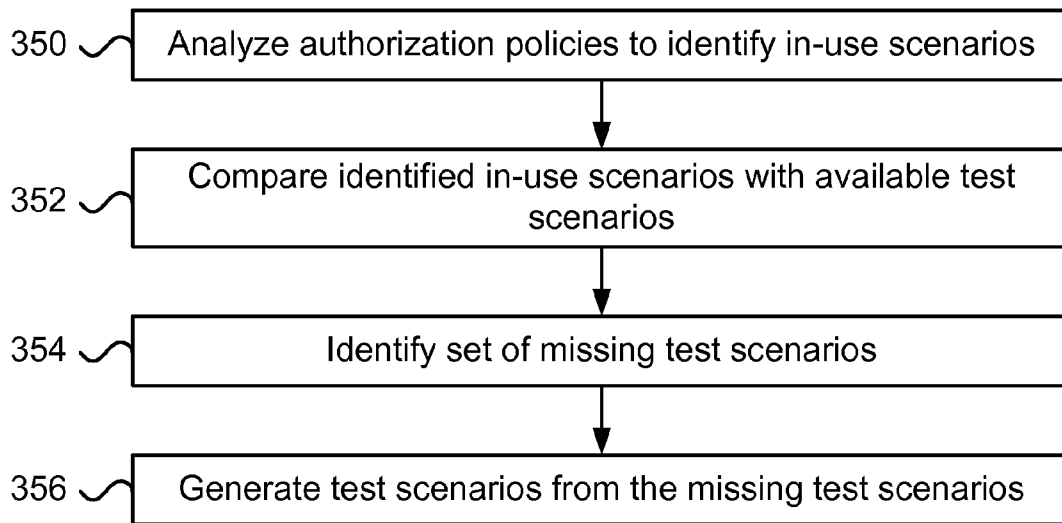 350
Analyze authorization policies to identify in-use scenarios
352
Compare identified in-use scenarios with available test
scenarios
354
Identify set of missing test scenarios
356
Generate test scenarios from the missing test scenarios